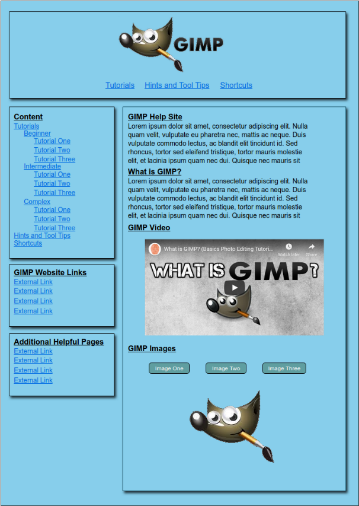 GIMP
Tutorials Hints and Tool Tips Shortcuts
Content
Tutorials
Beginner
Tutorial One
Tutorial Two
Tutorial Three
Intermediate
Tutorial One
Tutorial Two
Tutorial Three
Complex
Tutorial One
Tutorial Two
Tutorial Three
Hints and Tool Tips
Shortcuts
GIMP Website Links
External Link
External Link
External Link
External Link
Additional Helpful Pages
External Link
External Link
External Link
External Link
GIMP Help Site
Lorem ipsum dolor sit amet, consectetur adipiscing elit. Nulla
quam velit, vulputate eu pharetra nec, mattis ac neque. Duis
vulputate commodo lectus, ac blandit elit tincidunt id. Sed
rhoncus, tortor sed eleifend tristique, tortor mauris molestie
elit, et lacinia ipsum quam nec dui. Quisque nec mauris sit
What is GIMP?
Lorem ipsum dolor sit amet, consectetur adipiscing elit. Nulla
quam velit, vulputate eu pharetra nec, mattis ac neque. Duis
vulputate commodo lectus, ac blandit elit tincidunt id. Sed
rhoncus, tortor sed eleifend tristique, tortor mauris molestie
elit, et lacinia ipsum quam nec dui. Quisque nec mauris sit
GIMP Video
What is GIMP? (Basics Photo Editing Tutori...
WHAT IS GIMP?
GIMP Images
Image One Image Two Image Three